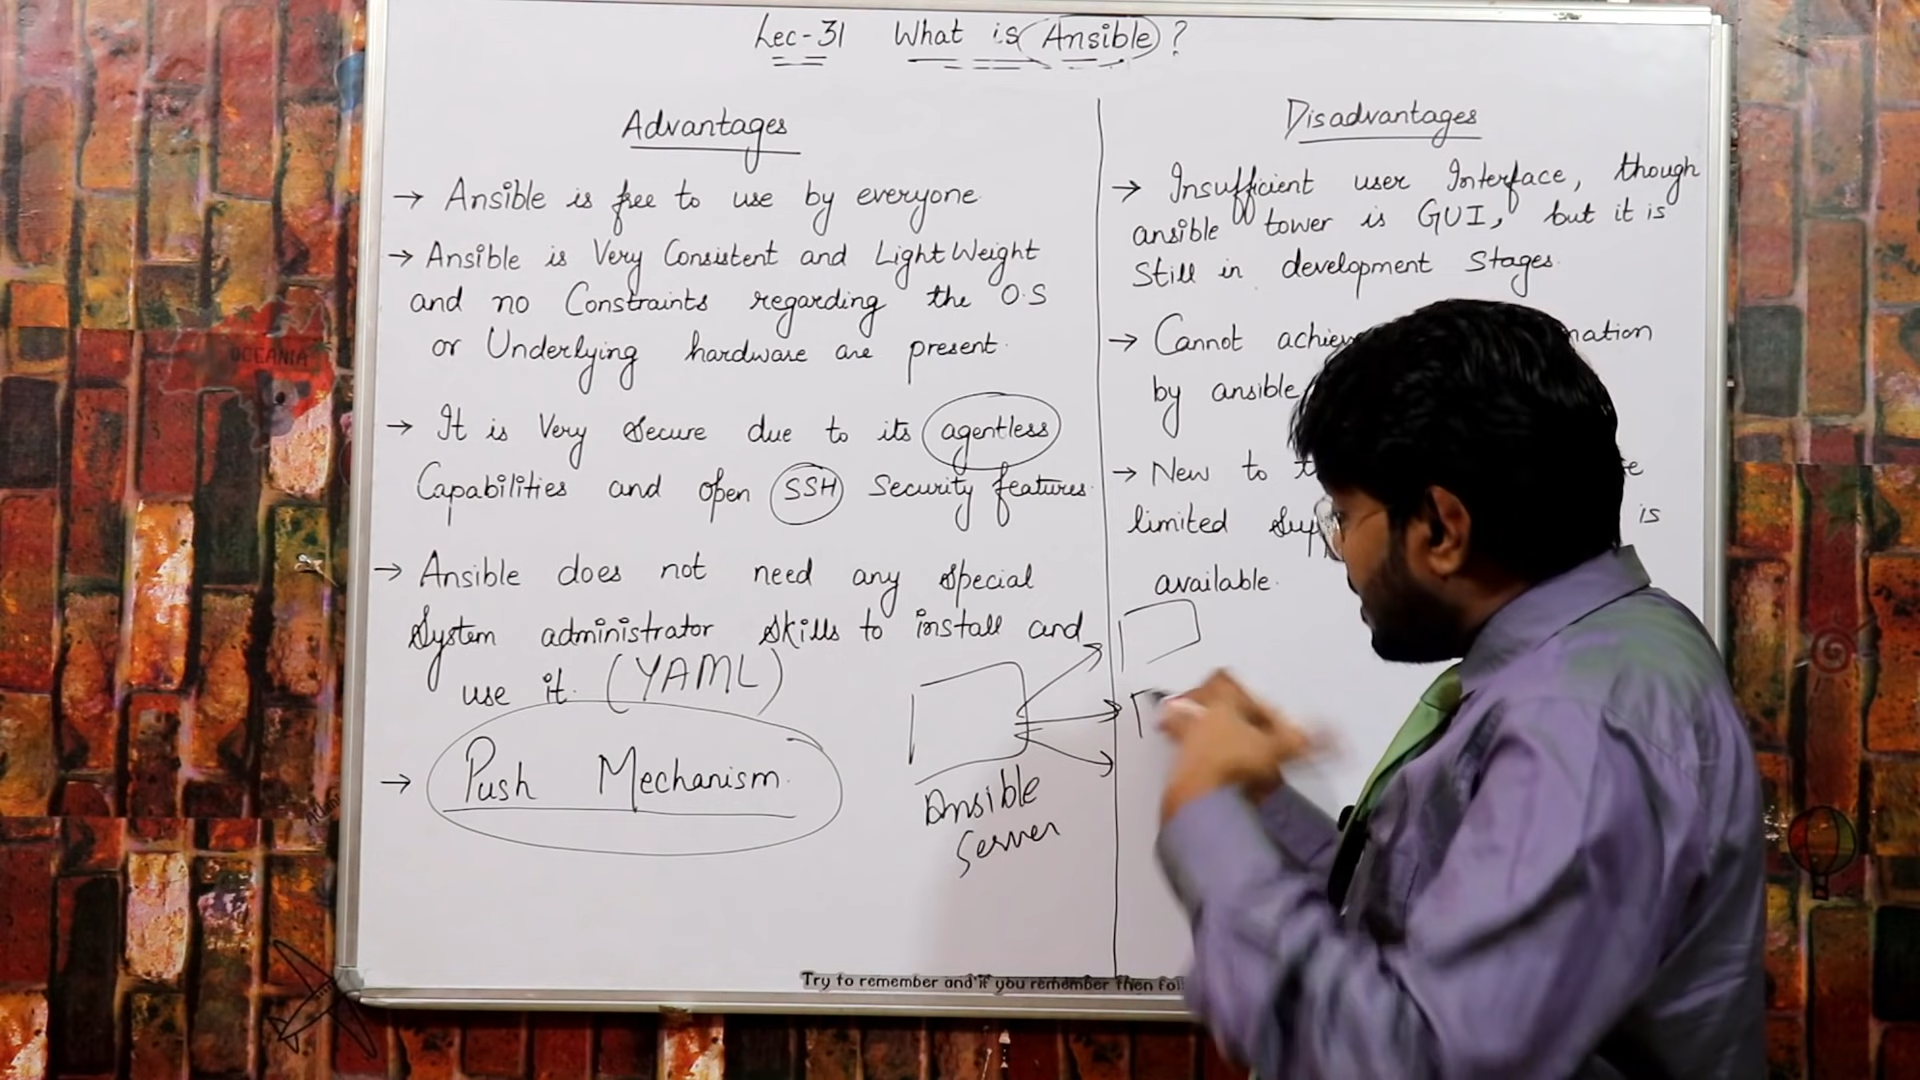 Lec-31 What is Ansible ?
Advantages
→ Ansible is free to use by everyone
→ Ansible is Very Consistent and Light Weight
and no Constraints regarding the O.S
or Underlying hardware are present.
→ It is Very Secure due to its agentless
Capabilities and open SSH Security features.
→ Ansible does not need any special
System administrator skills to install and
use it. (YAML)
→ Push Mechanism.
Ansible
Server
Disadvantages
→ Insufficient user Interface, though
ansible tower is GUI, but it is
Still in development Stages.
→ Cannot
by ansible
→ New to
limited is
available.
Try to remember and if you remember then
OCEANIA